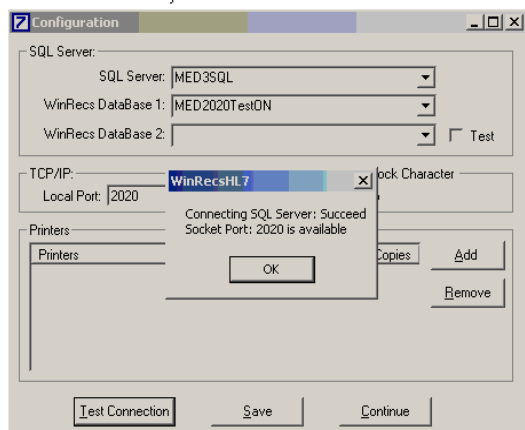 Configuration
SQL Server:
SQL Server: MED3SQL
WinRecs DataBase 1: MED2020TestON
WinRecs DataBase 2:
Test
TCP/IP:
Local Port: 2020
Character
WinRecsHL7
Connecting SQL Server: Succeed
Socket Port: 2020 is available
OK
Printers
Printers
Copies
Add
Remove
Test Connection
Save
Continue